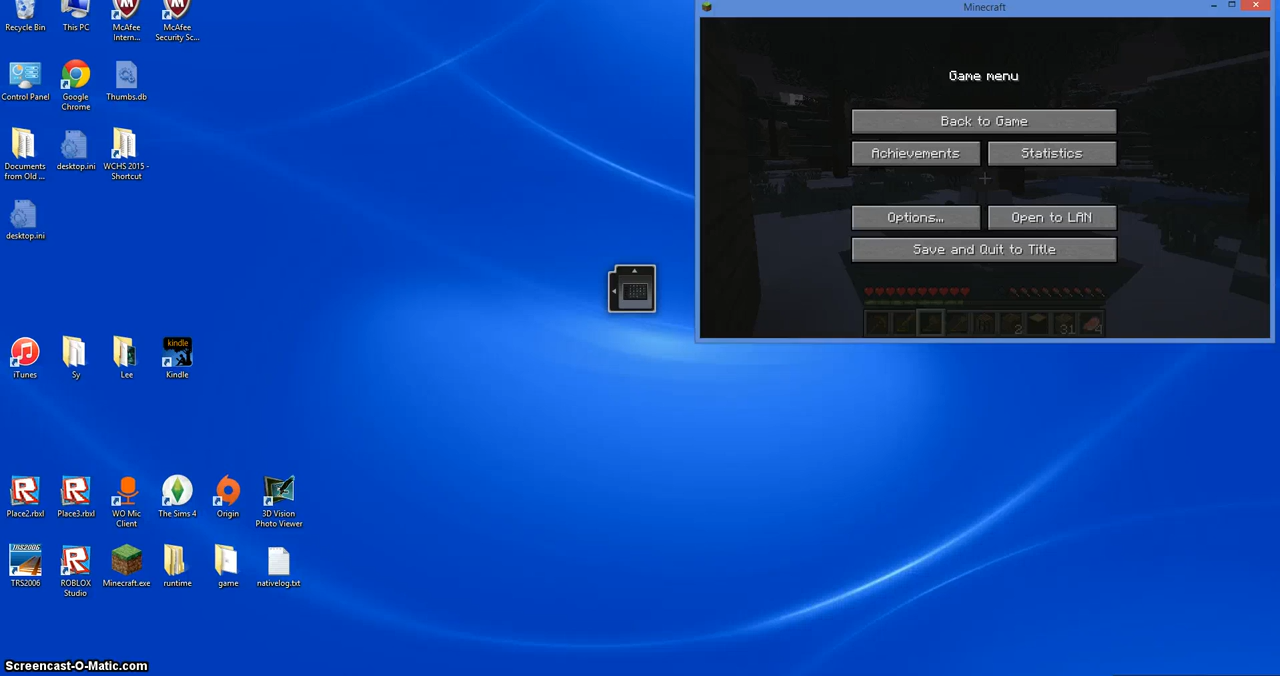 Minecraft
Game menu
Back to Game
Achievements
Statistics
Options...
Open to LAN
Save and Quit to Title
2
31
4
Recycle Bin
This PC
McAfee
Intern...
McAfee
Security Sc...
Control Panel
Google
Chrome
Thumbs.db
Documents
from Old ...
desktop.ini
WCHS 2015 -
Shortcut
desktop.ini
iTunes
Sy
Lee
kindle
Kindle
Place2.rbxl
Place3.rbxl
WO Mic
Client
The Sims 4
Origin
3D Vision
Photo Viewer
TRS2006
TRS2006
ROBLOX
Studio
Minecraft.exe
runtime
game
nativelog.txt
Screencast-O-Matic.com